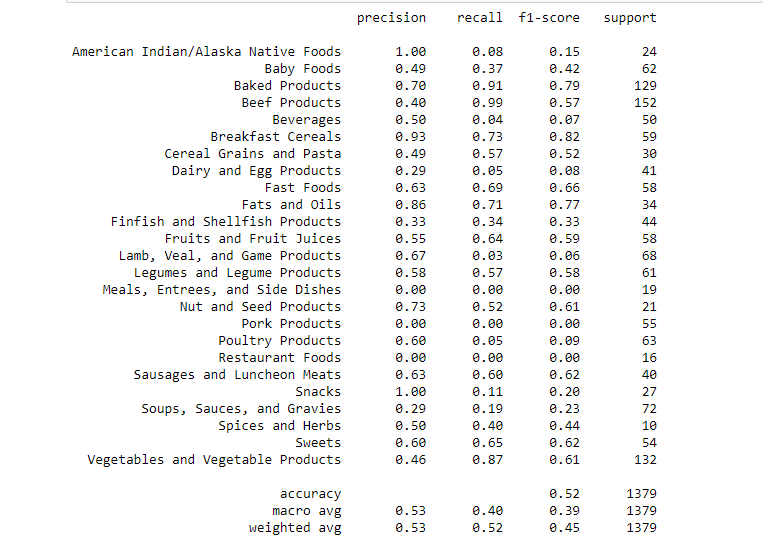 precision recall f1-score support
American Indian/Alaska Native Foods 1.00 0.08 0.15 24
Baby Foods 0.49 0.37 0.42 62
Baked Products 0.70 0.91 0.79 129
Beef Products 0.40 0.99 0.57 152
Beverages 0.50 0.04 0.07 50
Breakfast Cereals 0.93 0.73 0.82 59
Cereal Grains and Pasta 0.49 0.57 0.52 30
Dairy and Egg Products 0.29 0.05 0.08 41
Fast Foods 0.63 0.69 0.66 58
Fats and Oils 0.86 0.71 0.77 34
Finfish and Shellfish Products 0.33 0.34 0.33 44
Fruits and Fruit Juices 0.55 0.64 0.59 58
Lamb, Veal, and Game Products 0.67 0.03 0.06 68
Legumes and Legume Products 0.58 0.57 0.58 61
Meals, Entrees, and Side Dishes 0.00 0.00 0.00 19
Nut and Seed Products 0.73 0.52 0.61 21
Pork Products 0.00 0.00 0.00 55
Poultry Products 0.60 0.05 0.09 63
Restaurant Foods 0.00 0.00 0.00 16
Sausages and Luncheon Meats 0.63 0.60 0.62 40
Snacks 1.00 0.11 0.20 27
Soups, Sauces, and Gravies 0.29 0.19 0.23 72
Spices and Herbs 0.50 0.40 0.44 10
Sweets 0.60 0.65 0.62 54
Vegetables and Vegetable Products 0.46 0.87 0.61 132
accuracy 0.52 1379
macro avg 0.53 0.40 0.39 1379
weighted avg 0.53 0.52 0.45 1379